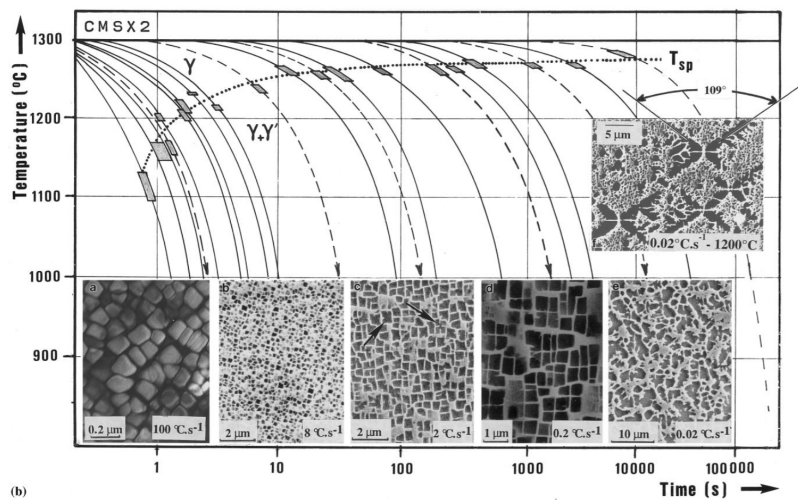 CMSX2
Temperature (°C)
1300
1200
1100
1000
900
γ
γ+γ'
Tsp
109°
5 μm
0.02°C.s-1 - 1200°C
a
0.2 μm
100°C.s-1
b
2 μm
8 °C.s-1
c
2 μm
2 °C.s-1
d
1 μm
0.2 °C.s-1
e
10 μm
0.02°C.s-1
1
10
100
1000
10000
100000
(b)
Time (s)